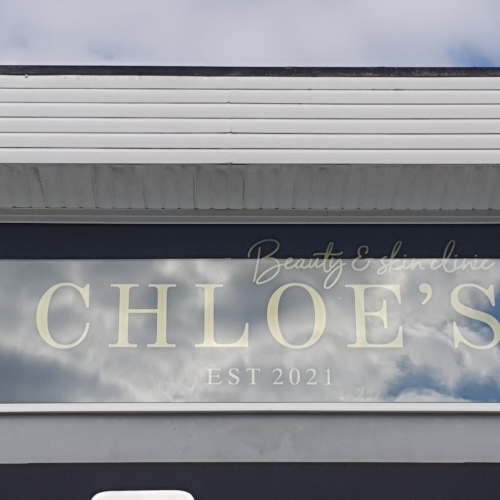 Beauty & skin clinic
CHLOE'S
EST 2021